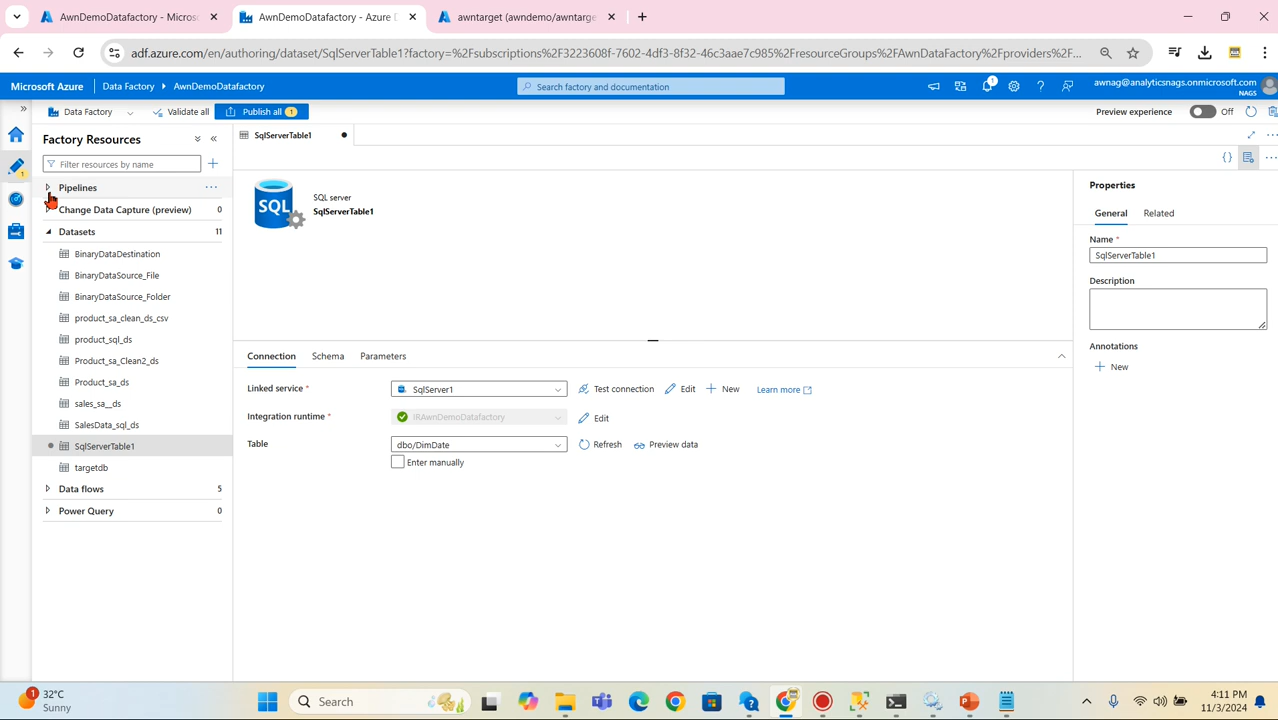 AwnDemoDatafactory - Microso
AwnDemoDatafactory - Azure D
awntarget (awndemo/awntarge
adf.azure.com/en/authoring/dataset/SqlServerTable1?factory=%2Fsubscriptions%2F3223608f-7602-4df3-8f32-46c3aae7c985%2FresourceGroups%2FAwnDataFactory%2Fproviders%2F...
Microsoft Azure
Data Factory
AwnDemoDatafactory
Search factory and documentation
1
awnag@analyticsnags.onmicrosoft.com
NAGS
Data Factory
Validate all
Publish all 1
Preview experience
Off
Factory Resources
SqlServerTable1
Filter resources by name
Pipelines
Change Data Capture (preview) 0
Datasets 11
BinaryDataDestination
BinaryDataSource_File
BinaryDataSource_Folder
product_sa_clean_ds_csv
product_sql_ds
Product_sa_Clean2_ds
Product_sa_ds
sales_sa__ds
SalesData_sql_ds
SqlServerTable1
targetdb
Data flows 5
Power Query 0
SQL
SQL server
SqlServerTable1
Connection Schema Parameters
Linked service * SqlServer1 Test connection Edit New Learn more
Integration runtime * IRAwnDemoDatafactory Edit
Table dbo/DimDate Refresh Preview data
Enter manually
Properties
General Related
Name *
SqlServerTable1
Description
Annotations
New
1
32°C
Sunny
Search
4:11 PM
11/3/2024